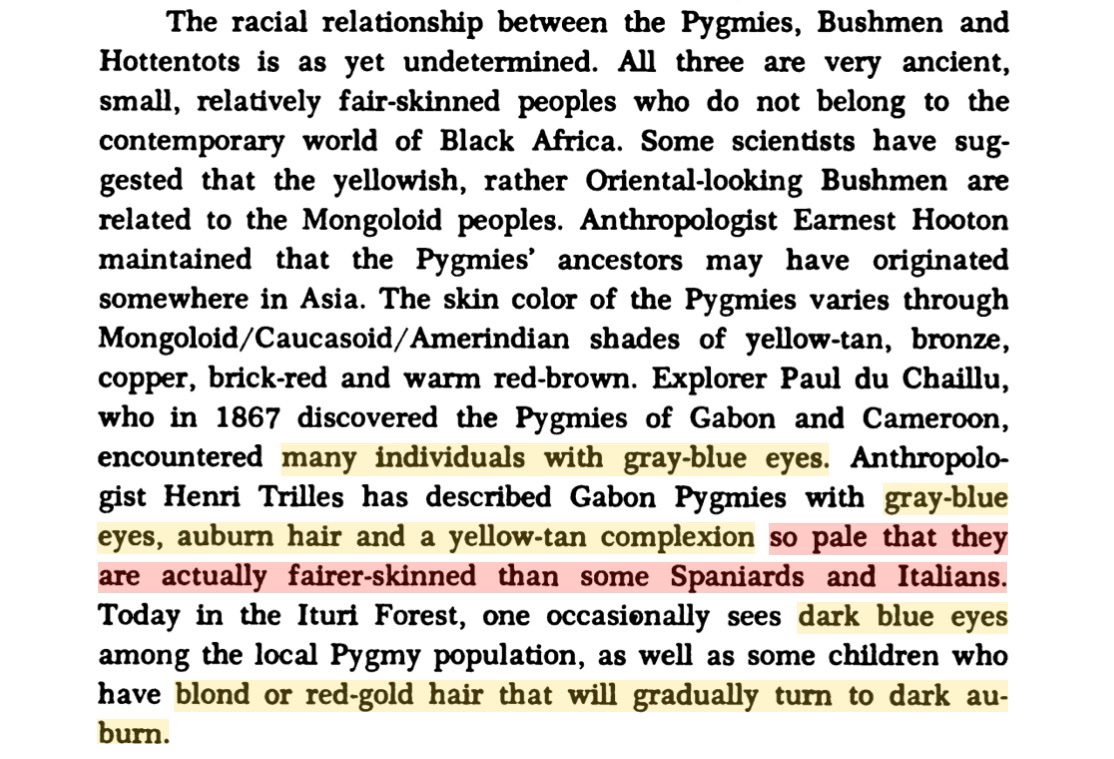 The racial relationship between the Pygmies, Bushmen and
Hottentots is as yet undetermined. All three are very ancient,
small, relatively fair-skinned peoples who do not belong to the
contemporary world of Black Africa. Some scientists have sug-
gested that the yellowish, rather Oriental-looking Bushmen are
related to the Mongoloid peoples. Anthropologist Earnest Hooton
maintained that the Pygmies' ancestors may have originated
somewhere in Asia. The skin color of the Pygmies varies through
Mongoloid/Caucasoid/Amerindian shades of yellow-tan, bronze,
copper, brick-red and warm red-brown. Explorer Paul du Chaillu,
who in 1867 discovered the Pygmies of Gabon and Cameroon,
encountered many individuals with gray-blue eyes. Anthropolo-
gist Henri Trilles has described Gabon Pygmies with gray-blue
eyes, auburn hair and a yellow-tan complexion so pale that they
are actually fairer-skinned than some Spaniards and Italians.
Today in the Ituri Forest, one occasionally sees dark blue eyes
among the local Pygmy population, as well as some children who
have blond or red-gold hair that will gradually turn to dark au-
burn.